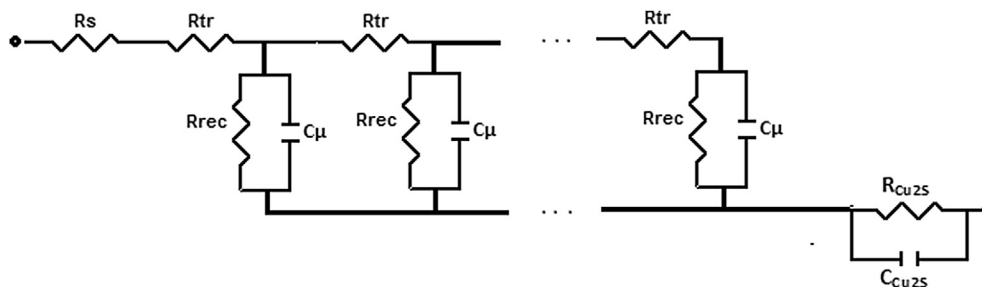 Rs
Rtr
Rtr
...
Rtr
Rrec
Cμ
Rrec
Cμ
Rrec
Cμ
...
RCu2S
CCu2S